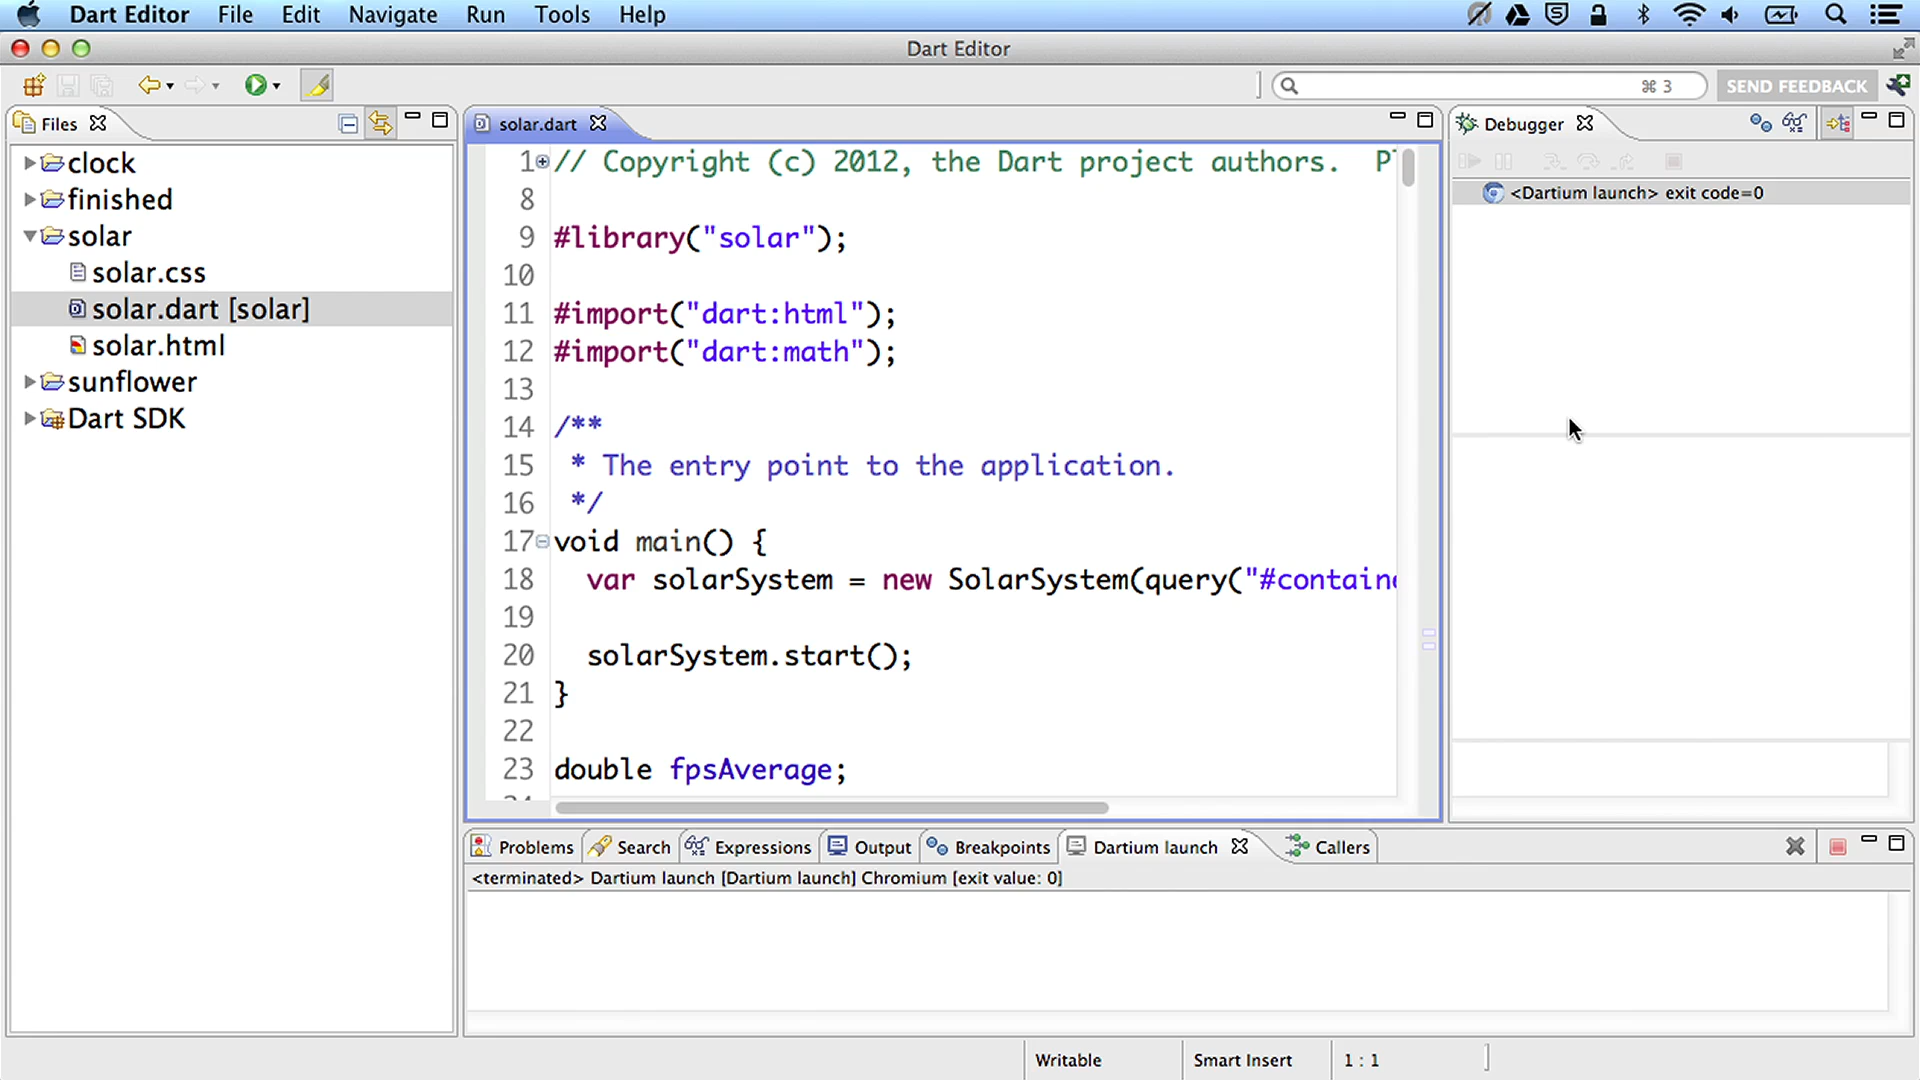 Dart Editor File Edit Navigate Run Tools Help
Dart Editor
⌘ 3 SEND FEEDBACK
Files
clock
finished
solar
solar.css
solar.dart [solar]
solar.html
sunflower
Dart SDK
solar.dart
1 // Copyright (c) 2012, the Dart project authors.
8
9 #library("solar");
10
11 #import("dart:html");
12 #import("dart:math");
13
14 /**
15 * The entry point to the application.
16 */
17 void main() {
18 var solarSystem = new SolarSystem(query("#containe
19
20 solarSystem.start();
21 }
22
23 double fpsAverage;
Debugger
<Dartium launch> exit code=0
Problems Search Expressions Output Breakpoints Dartium launch Callers
<terminated> Dartium launch [Dartium launch] Chromium [exit value: 0]
Writable Smart Insert 1 : 1